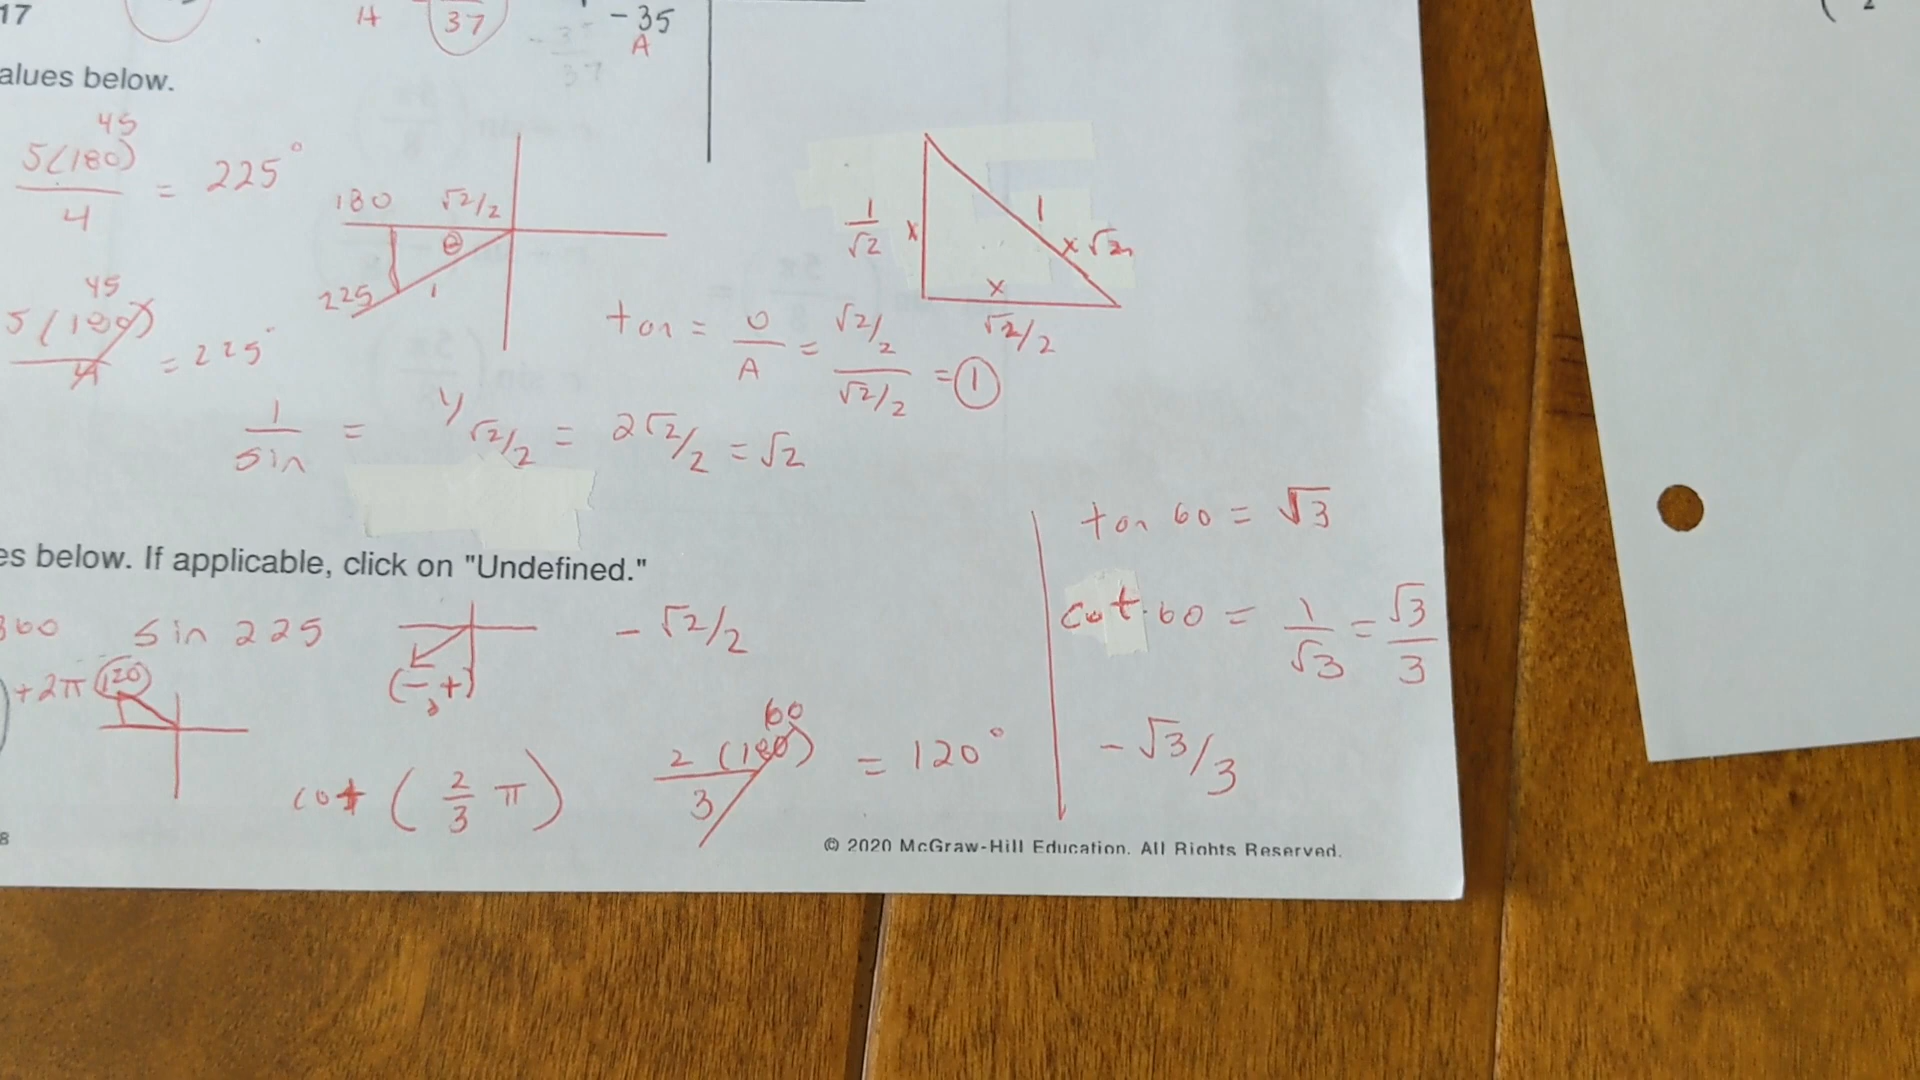 17
H
37
-35
A
alues below.
45
5(180)
4
= 225°
180
√2/2
θ
225
1
1
√2
x
1
x√2
x
√2/2
45
5(180)
4
= 225°
tan = O/A = √2/2 / √2/2 = 1
1/sin = 1/√2/2 = 2√2/2 = √2
es below. If applicable, click on "Undefined."
360 sin 225
(-,+)
-√2/2
+2π
120
cot (2/3 π)
60
2(180)
3
= 120°
tan 60 = √3
cot 60 = 1/√3 = √3/3
-√3/3
8
© 2020 McGraw-Hill Education. All Rights Reserved.